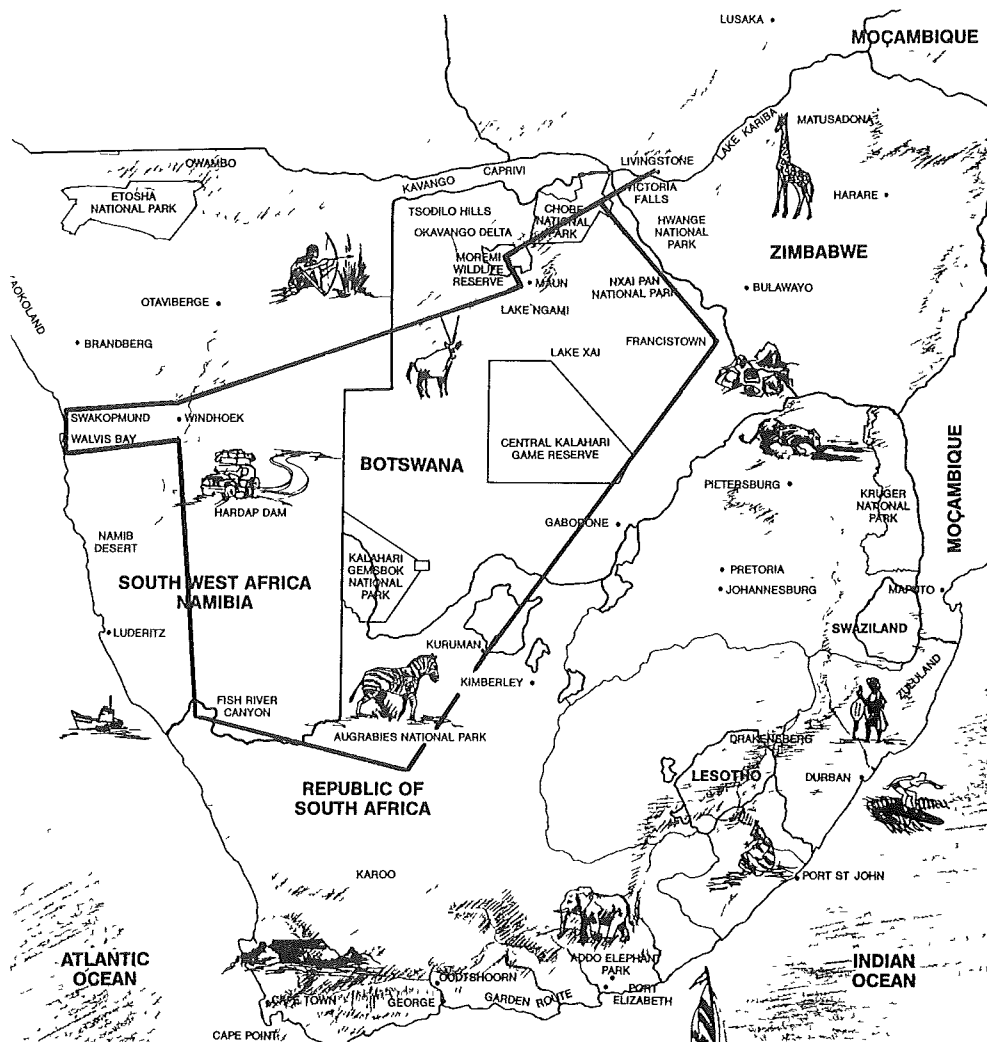 LUSAKA
MOÇAMBIQUE
LAKE KARIBA
MATUSADONA
OWAMBO
LIVINGSTONE
CAPRIVI
KAVANGO
VICTORIA
FALLS
ETOSHA
NATIONAL PARK
HARARE
TSODILO HILLS
CHOBE
NATIONAL
PARK
HWANGE
NATIONAL
PARK
OKAVANGO DELTA
ZIMBABWE
MOREMI
WILDLIFE
RESERVE
MAUN
NXAI PAN
NATIONAL PARK
BULAWAYO
AOKOLAND
OTAVIBERGE
LAKE NGAMI
BRANDBERG
FRANCISTOWN
LAKE XAI
SWAKOPMUND
WINDHOEK
WALVIS BAY
CENTRAL KALAHARI
GAME RESERVE
BOTSWANA
PIETERSBURG
KRUGER
NATIONAL
PARK
MOÇAMBIQUE
HARDAP DAM
GABORONE
NAMIB
DESERT
KALAHARI
GEMSBOK
NATIONAL
PARK
SOUTH WEST AFRICA
NAMIBIA
PRETORIA
JOHANNESBURG
MAPUTO
LUDERITZ
SWAZILAND
KURUMAN
KIMBERLEY
ZULULAND
FISH RIVER
CANYON
AUGRABIES NATIONAL PARK
DRAKENSBERG
LESOTHO
DURBAN
REPUBLIC OF
SOUTH AFRICA
KAROO
PORT ST JOHN
ATLANTIC
OCEAN
ADDO ELEPHANT
PARK
INDIAN
OCEAN
OUDTSHOORN
CAPE TOWN
GEORGE
GARDEN ROUTE
PORT
ELIZABETH
CAPE POINT